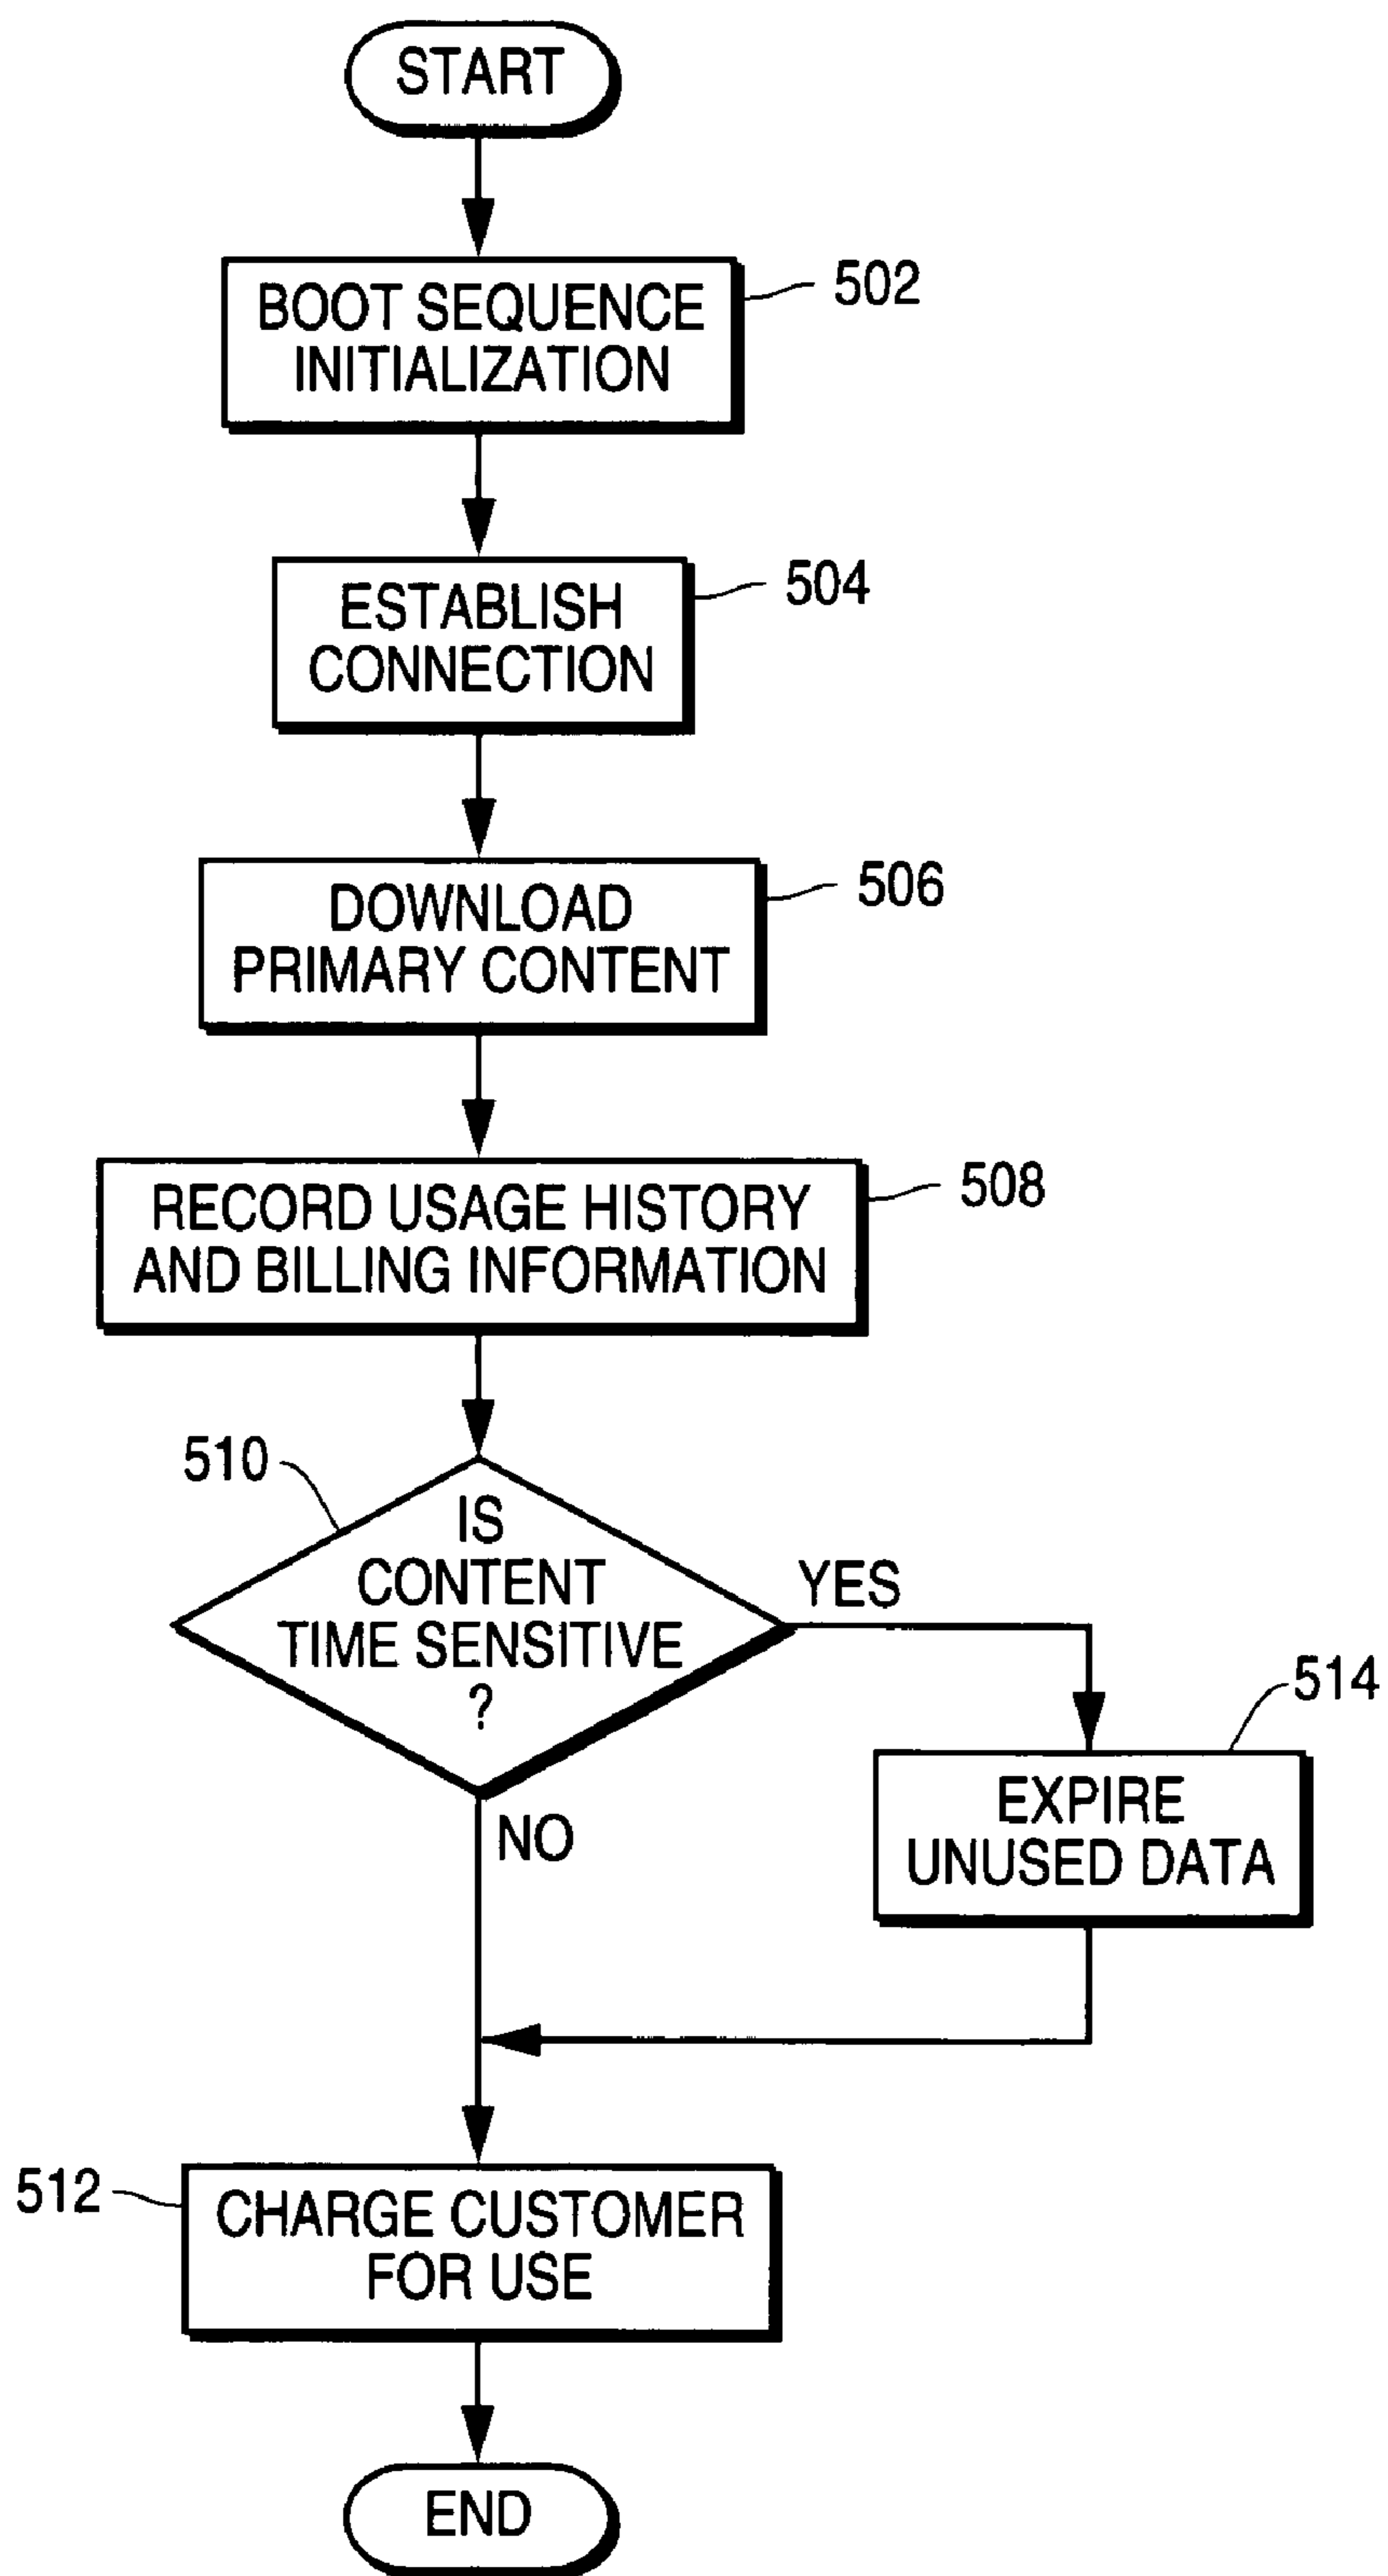 START
BOOT SEQUENCE
INITIALIZATION
502
ESTABLISH
CONNECTION
504
DOWNLOAD
PRIMARY CONTENT
506
RECORD USAGE HISTORY
AND BILLING INFORMATION
508
510
IS
CONTENT
TIME SENSITIVE
?
YES
NO
514
EXPIRE
UNUSED DATA
512
CHARGE CUSTOMER
FOR USE
END